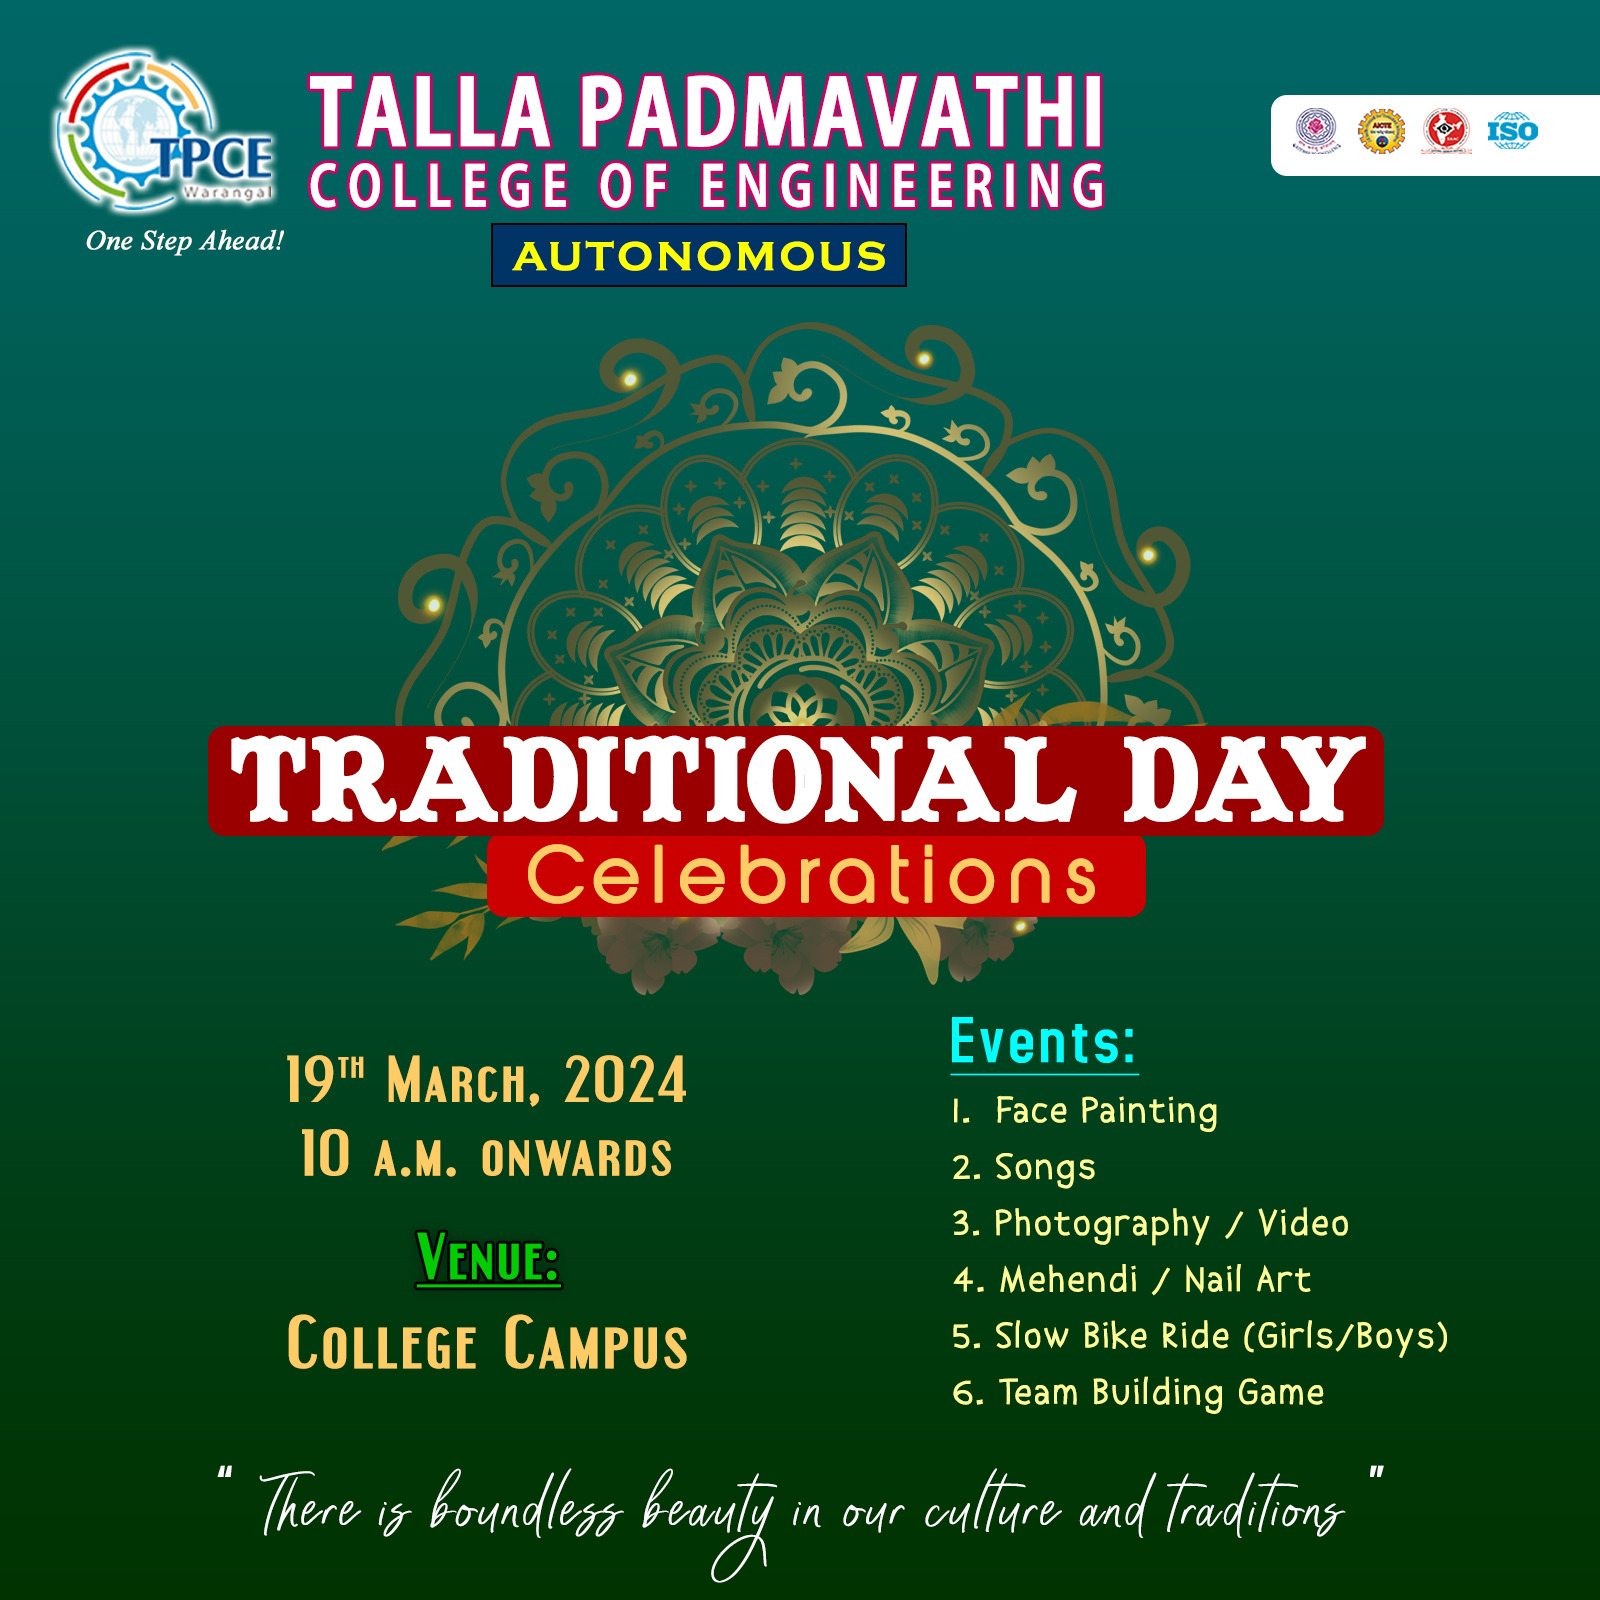 TPCE
Warangal
One Step Ahead!
TALLA PADMAVATHI
COLLEGE OF ENGINEERING
AUTONOMOUS
AICTE
ISO
TRADITIONAL DAY
Celebrations
19TH MARCH, 2024
10 A.M. ONWARDS
VENUE:
COLLEGE CAMPUS
Events:
1. Face Painting
2. Songs
3. Photography / Video
4. Mehendi / Nail Art
5. Slow Bike Ride (Girls/Boys)
6. Team Building Game
" There is boundless beauty in our culture and traditions "